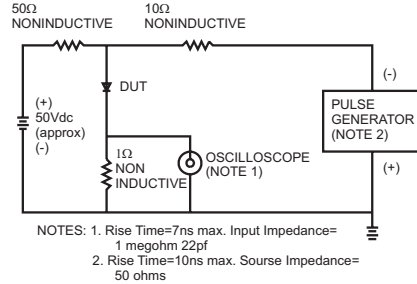 50Ω
NONINDUCTIVE
10Ω
NONINDUCTIVE
(+)
50Vdc
(approx)
(-)
DUT
1Ω
NON
INDUCTIVE
OSCILLOSCOPE
(NOTE 1)
(-)
PULSE
GENERATOR
(NOTE 2)
(+)
NOTES: 1. Rise Time=7ns max. Input Impedance=
1 megohm 22pf
2. Rise Time=10ns max. Sourse Impedance=
50 ohms